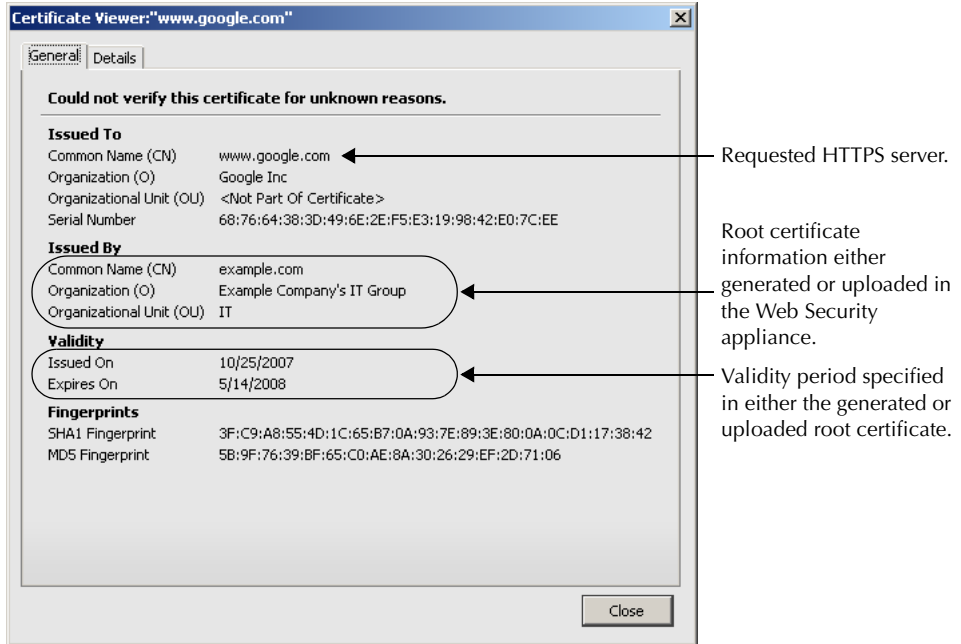 Certificate Viewer:"www.google.com"
General Details
Could not verify this certificate for unknown reasons.
Issued To
Common Name (CN) www.google.com
Organization (O) Google Inc
Organizational Unit (OU) <Not Part Of Certificate>
Serial Number 68:76:64:38:3D:49:6E:2E:F5:E3:19:98:42:E0:7C:EE
Issued By
Common Name (CN) example.com
Organization (O) Example Company's IT Group
Organizational Unit (OU) IT
Validity
Issued On 10/25/2007
Expires On 5/14/2008
Fingerprints
SHA1 Fingerprint 3F:C9:A8:55:4D:1C:65:B7:0A:93:7E:89:3E:80:0A:0C:D1:17:38:42
MD5 Fingerprint 5B:9F:76:39:BF:65:C0:AE:8A:30:26:29:EF:2D:71:06
Close
Requested HTTPS server.
Root certificate
information either
generated or uploaded in
the Web Security
appliance.
Validity period specified
in either the generated or
uploaded root certificate.